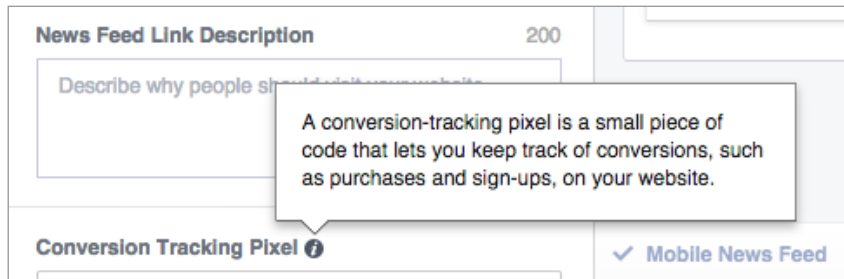 News Feed Link Description 200
Describe why people
A conversion-tracking pixel is a small piece of
code that lets you keep track of conversions, such
as purchases and sign-ups, on your website.
Conversion Tracking Pixel
Mobile News Feed